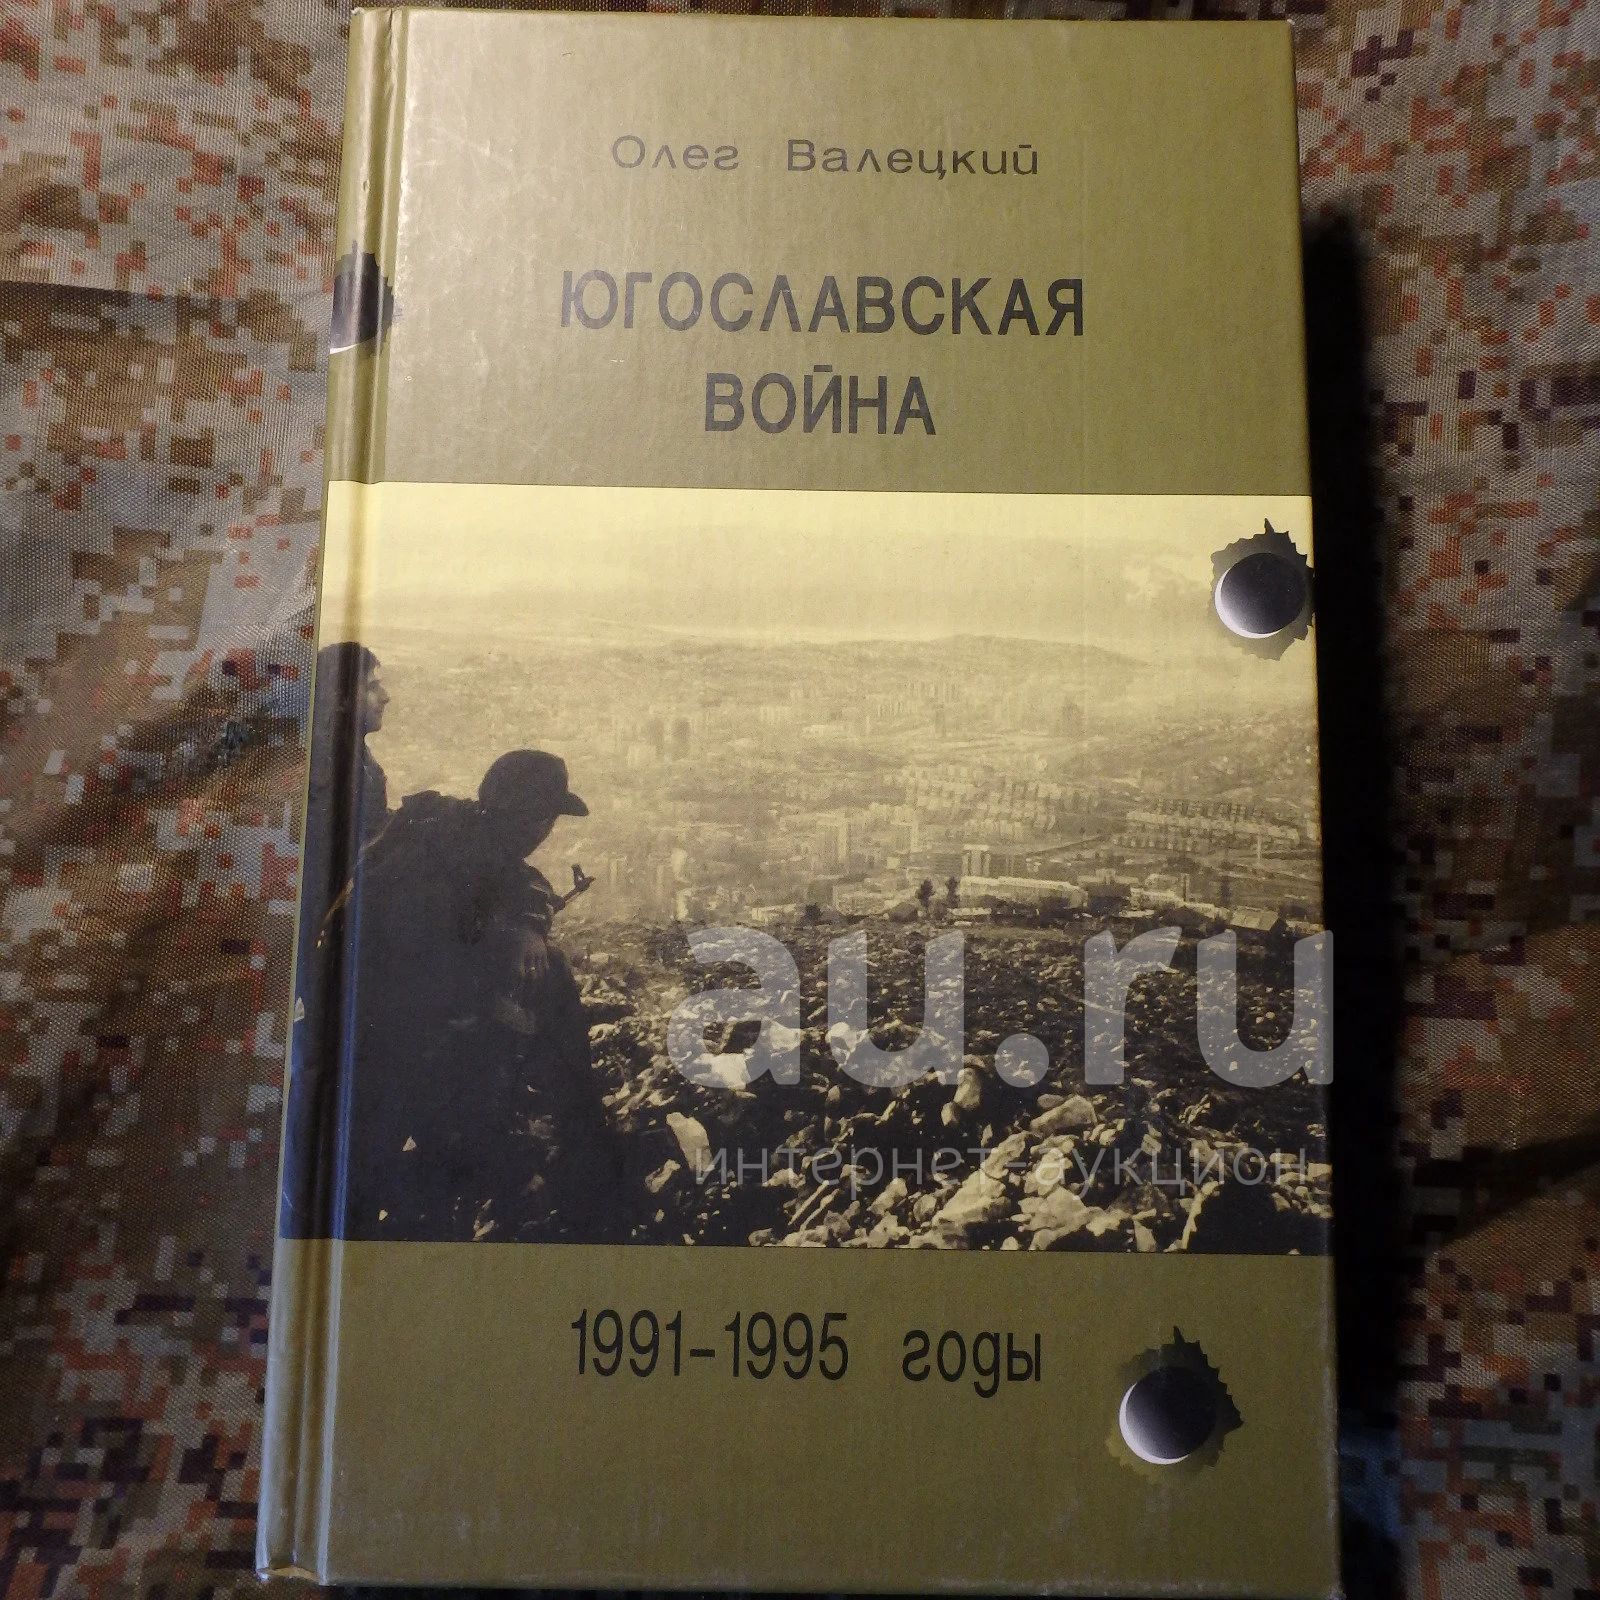 Олег Валецкий
ЮГОСЛАВСКАЯ
ВОЙНА
au.ru
интернет-аукцион
1991-1995 годы